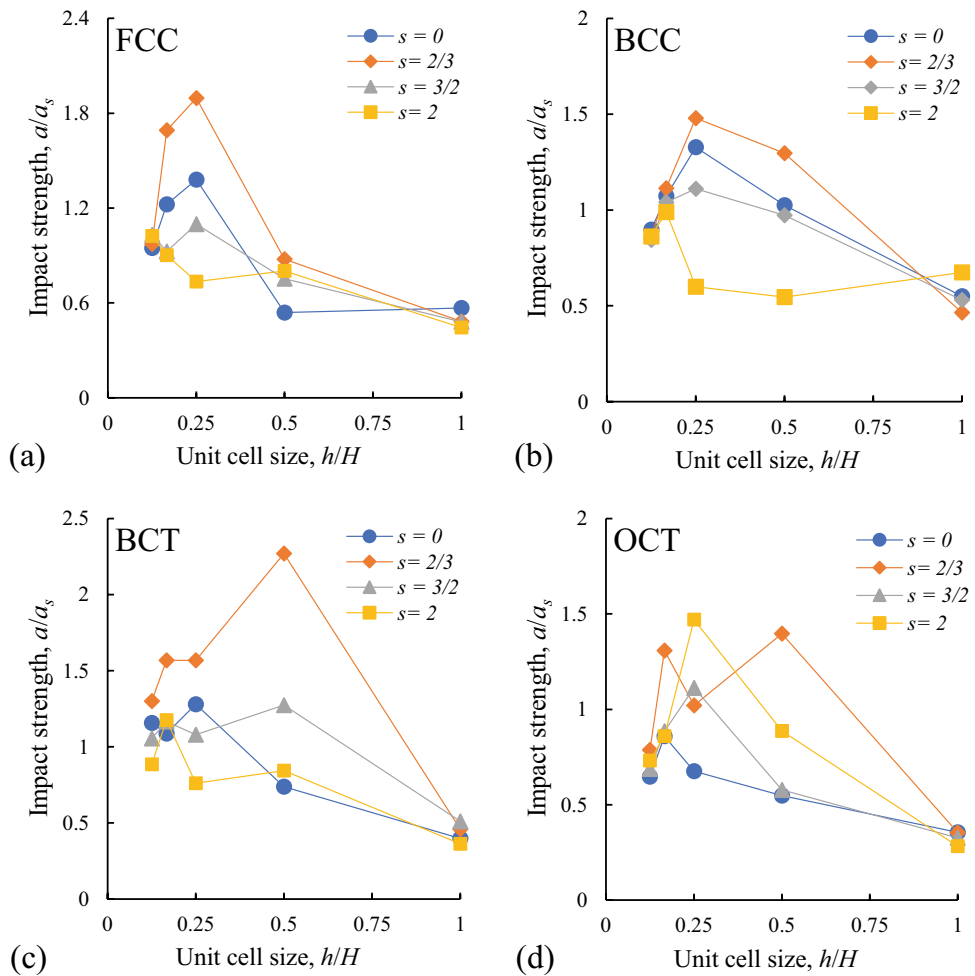 FCC
s = 0
s= 2/3
s = 3/2
s= 2
Impact strength, a/aₛ
2.4
1.8
1.2
0.6
0
0
0.25
0.5
0.75
1
Unit cell size, h/H
(a)
BCC
s = 0
s= 2/3
s = 3/2
s= 2
Impact strength, a/aₛ
2
1.5
1
0.5
0
0
0.25
0.5
0.75
1
Unit cell size, h/H
(b)
BCT
s = 0
s= 2/3
s = 3/2
s= 2
Impact strength, a/aₛ
2.5
2
1.5
1
0.5
0
0
0.25
0.5
0.75
1
Unit cell size, h/H
(c)
OCT
s = 0
s= 2/3
s = 3/2
s= 2
Impact strength, a/aₛ
2
1.5
1
0.5
0
0
0.25
0.5
0.75
1
Unit cell size, h/H
(d)